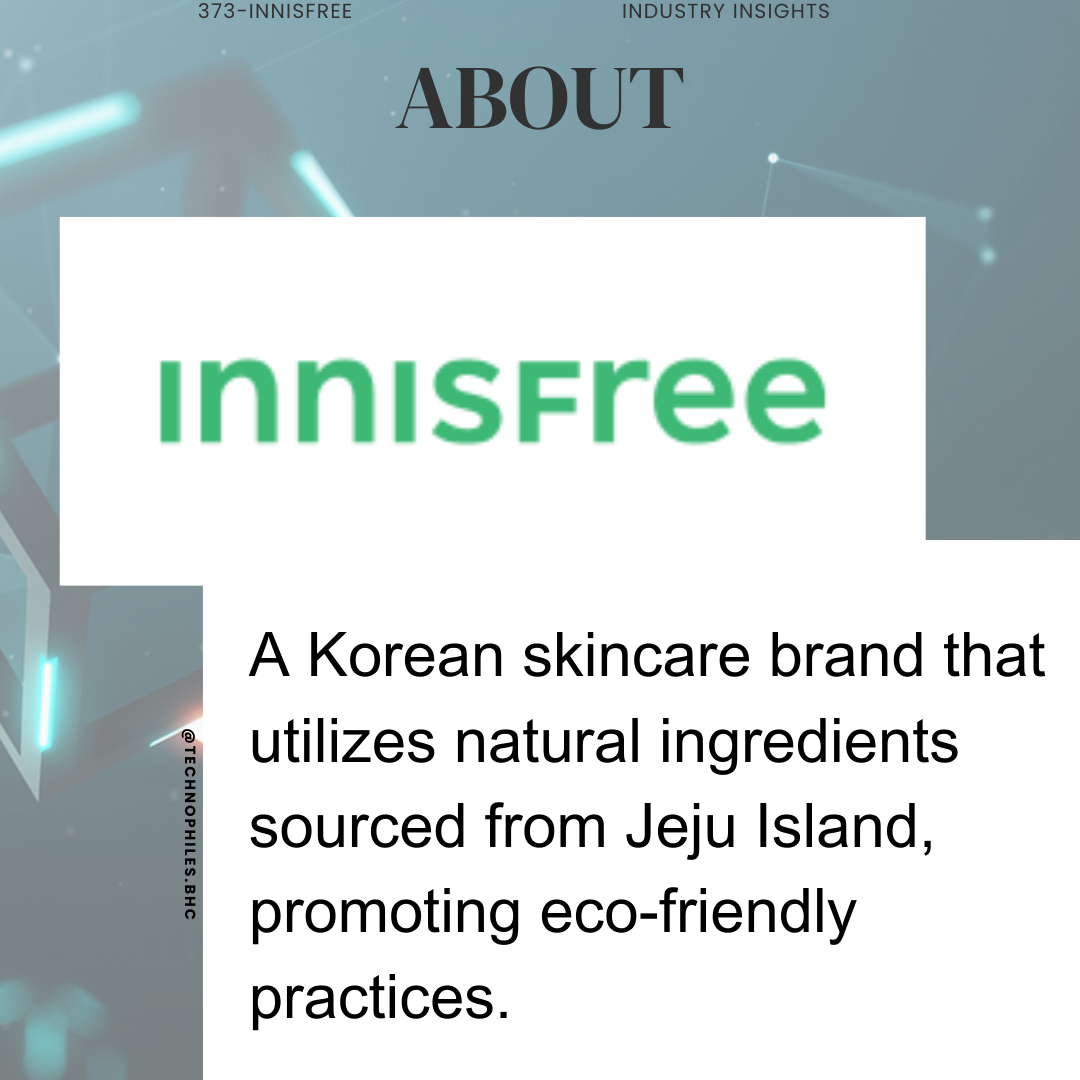 373-INNISFREE
INDUSTRY INSIGHTS
ABOUT
innisfree
A Korean skincare brand that
utilizes natural ingredients
sourced from Jeju Island,
promoting eco-friendly
practices.
@TECHNOPHILES.BHC